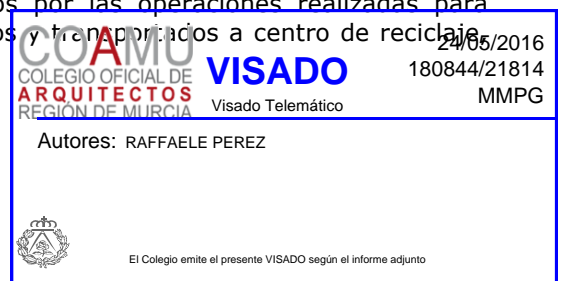 os por las operaciones realizadas para
os y transportados a centro de reciclaje,
COAMU
COLEGIO OFICIAL DE
ARQUITECTOS
REGIÓN DE MURCIA
VISADO
Visado Telemático
24/05/2016
180844/21814
MMPG
Autores: RAFFAELE PEREZ
El Colegio emite el presente VISADO según el informe adjunto